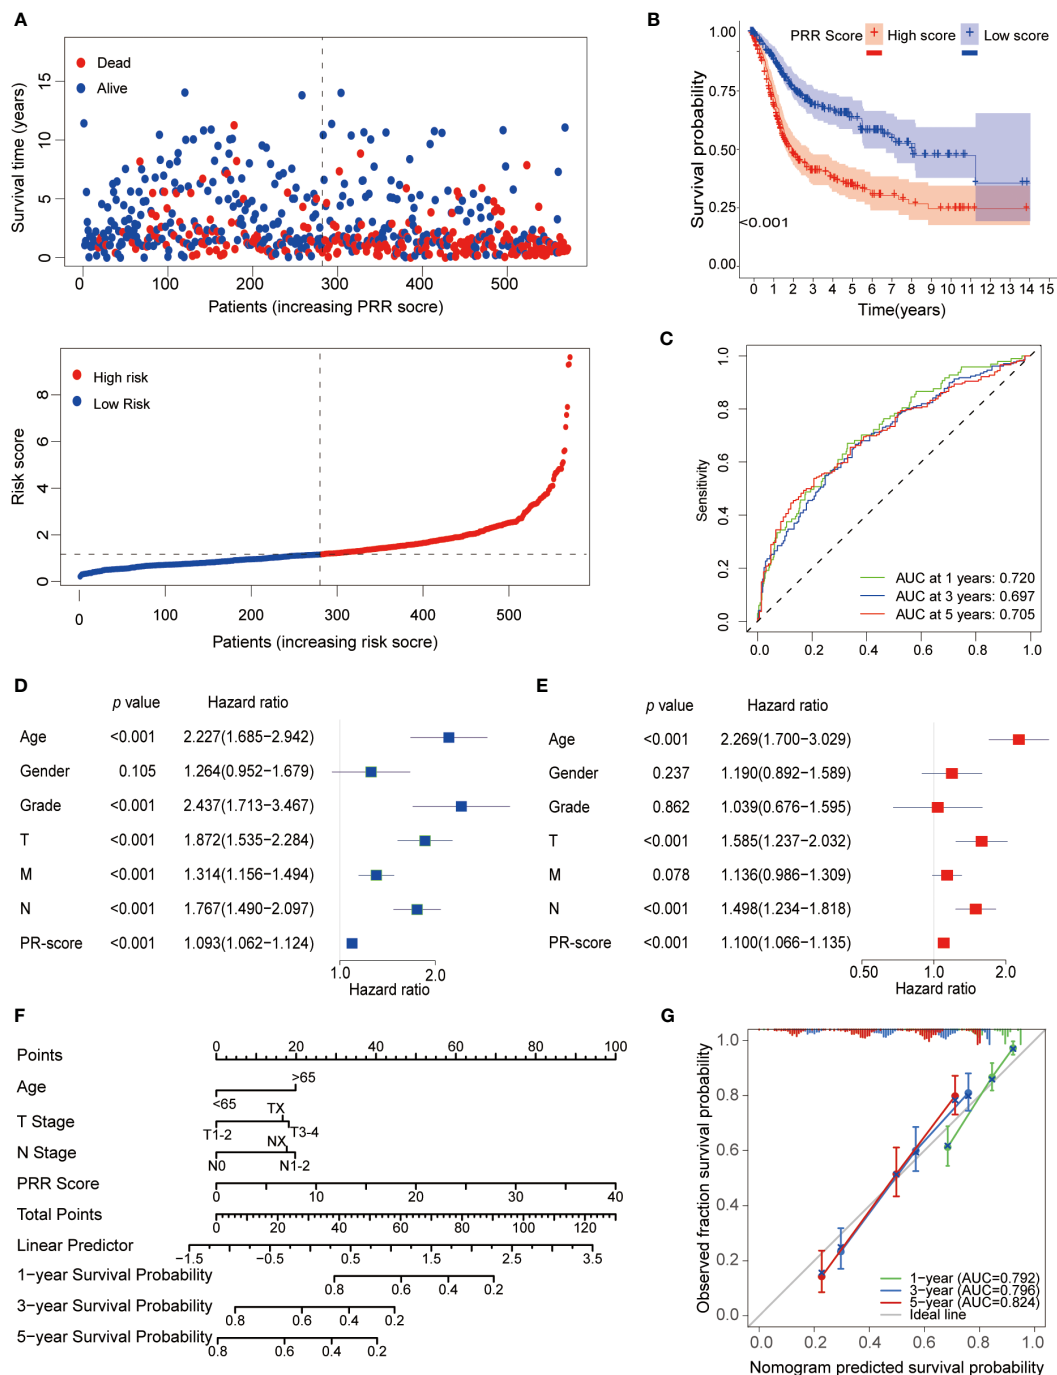 A
Dead
Alive
Survival time (years)
15
10
5
0
0 100 200 300 400 500
Patients (increasing PRR socre)
High risk
Low Risk
Risk score
8
6
4
2
0
0 100 200 300 400 500
Patients (increasing risk socre)
B
PRR Score High score Low score
Survival probability
1.00
0.75
0.50
0.25
0.00
<0.001
0 1 2 3 4 5 6 7 8 9 10 11 12 13 14 15
Time(years)
C
Sensitivity
1.0
0.8
0.6
0.4
0.2
0.0
AUC at 1 years: 0.720
AUC at 3 years: 0.697
AUC at 5 years: 0.705
0.0 0.2 0.4 0.6 0.8 1.0
D
p value Hazard ratio
Age <0.001 2.227(1.685−2.942)
Gender 0.105 1.264(0.952−1.679)
Grade <0.001 2.437(1.713−3.467)
T <0.001 1.872(1.535−2.284)
M <0.001 1.314(1.156−1.494)
N <0.001 1.767(1.490−2.097)
PR-score <0.001 1.093(1.062−1.124)
1.0 2.0
Hazard ratio
E
p value Hazard ratio
Age <0.001 2.269(1.700−3.029)
Gender 0.237 1.190(0.892−1.589)
Grade 0.862 1.039(0.676−1.595)
T <0.001 1.585(1.237−2.032)
M 0.078 1.136(0.986−1.309)
N <0.001 1.498(1.234−1.818)
PR-score <0.001 1.100(1.066−1.135)
0.50 1.0 2.0
Hazard ratio
F
Points 0 20 40 60 80 100
Age <65 >65
T Stage T1-2 TX T3-4
N Stage N0 NX N1-2
PRR Score 0 10 20 30 40
Total Points 0 20 40 60 80 100 120
Linear Predictor −1.5 −0.5 0.5 1.5 2.5 3.5
1−year Survival Probability 0.8 0.6 0.4 0.2
3−year Survival Probability 0.8 0.6 0.4 0.2
5−year Survival Probability 0.8 0.6 0.4 0.2
G
Observed fraction survival probability
1.0
0.8
0.6
0.4
0.2
0.0
1−year (AUC=0.792)
3−year (AUC=0.796)
5−year (AUC=0.824)
Ideal line
0.0 0.2 0.4 0.6 0.8 1.0
Nomogram predicted survival probability